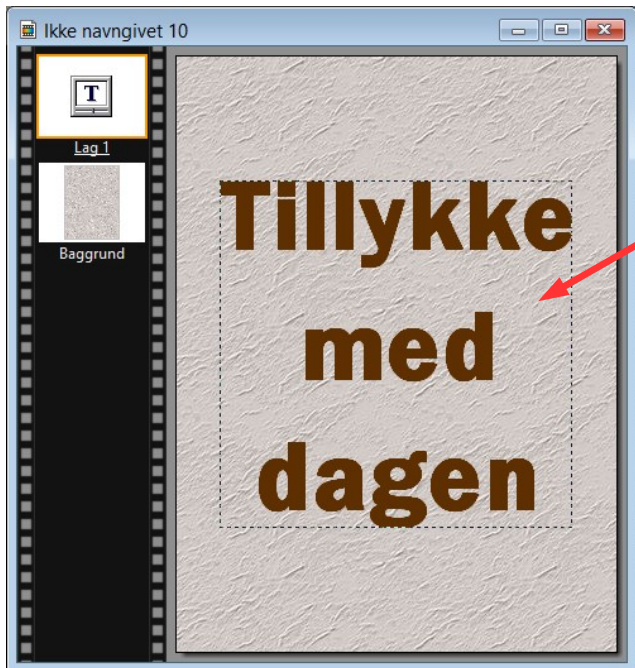 Ikke navngivet 10
T
Lag 1
Baggrund
Tillykke
med
dagen